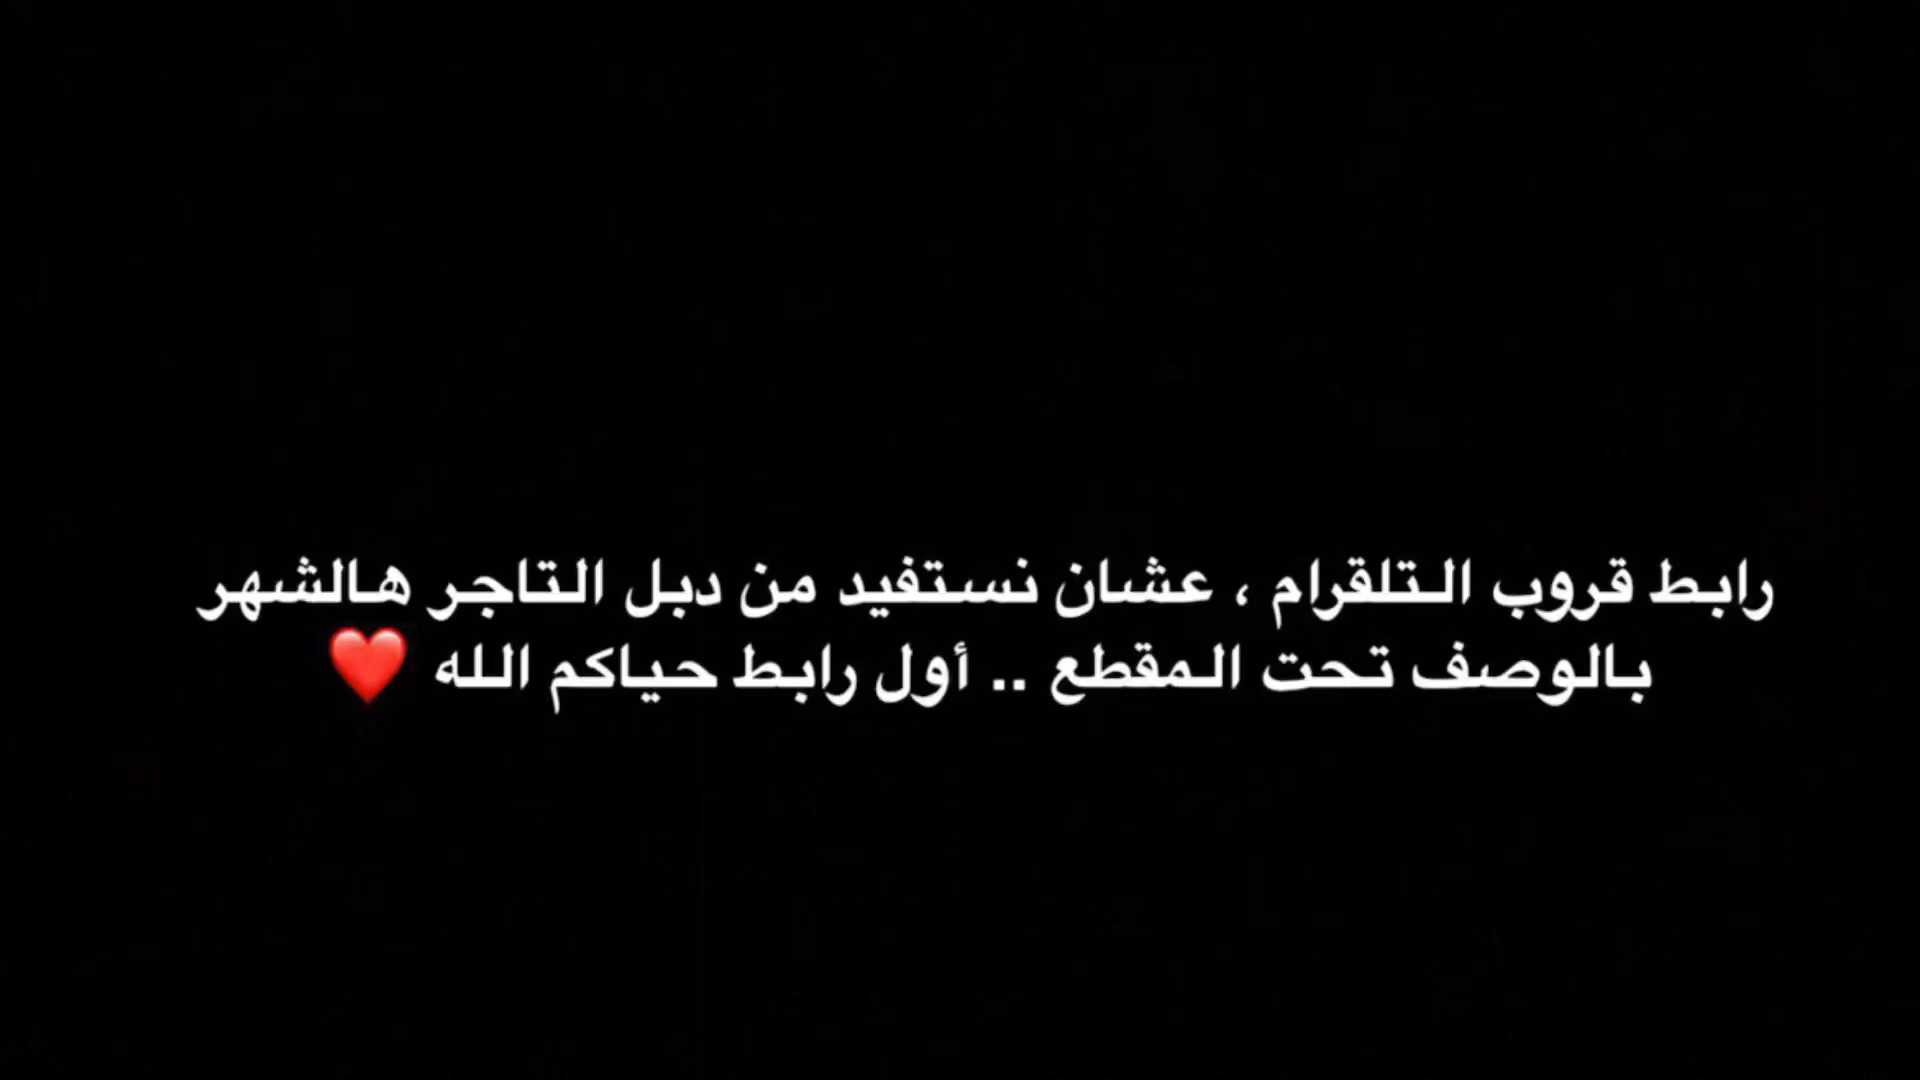 رابط قروب التلقرام ، عشان نستفيد من دبل التاجر هالشهر
بالوصف تحت المقطع .. أول رابط حياكم الله ❤️